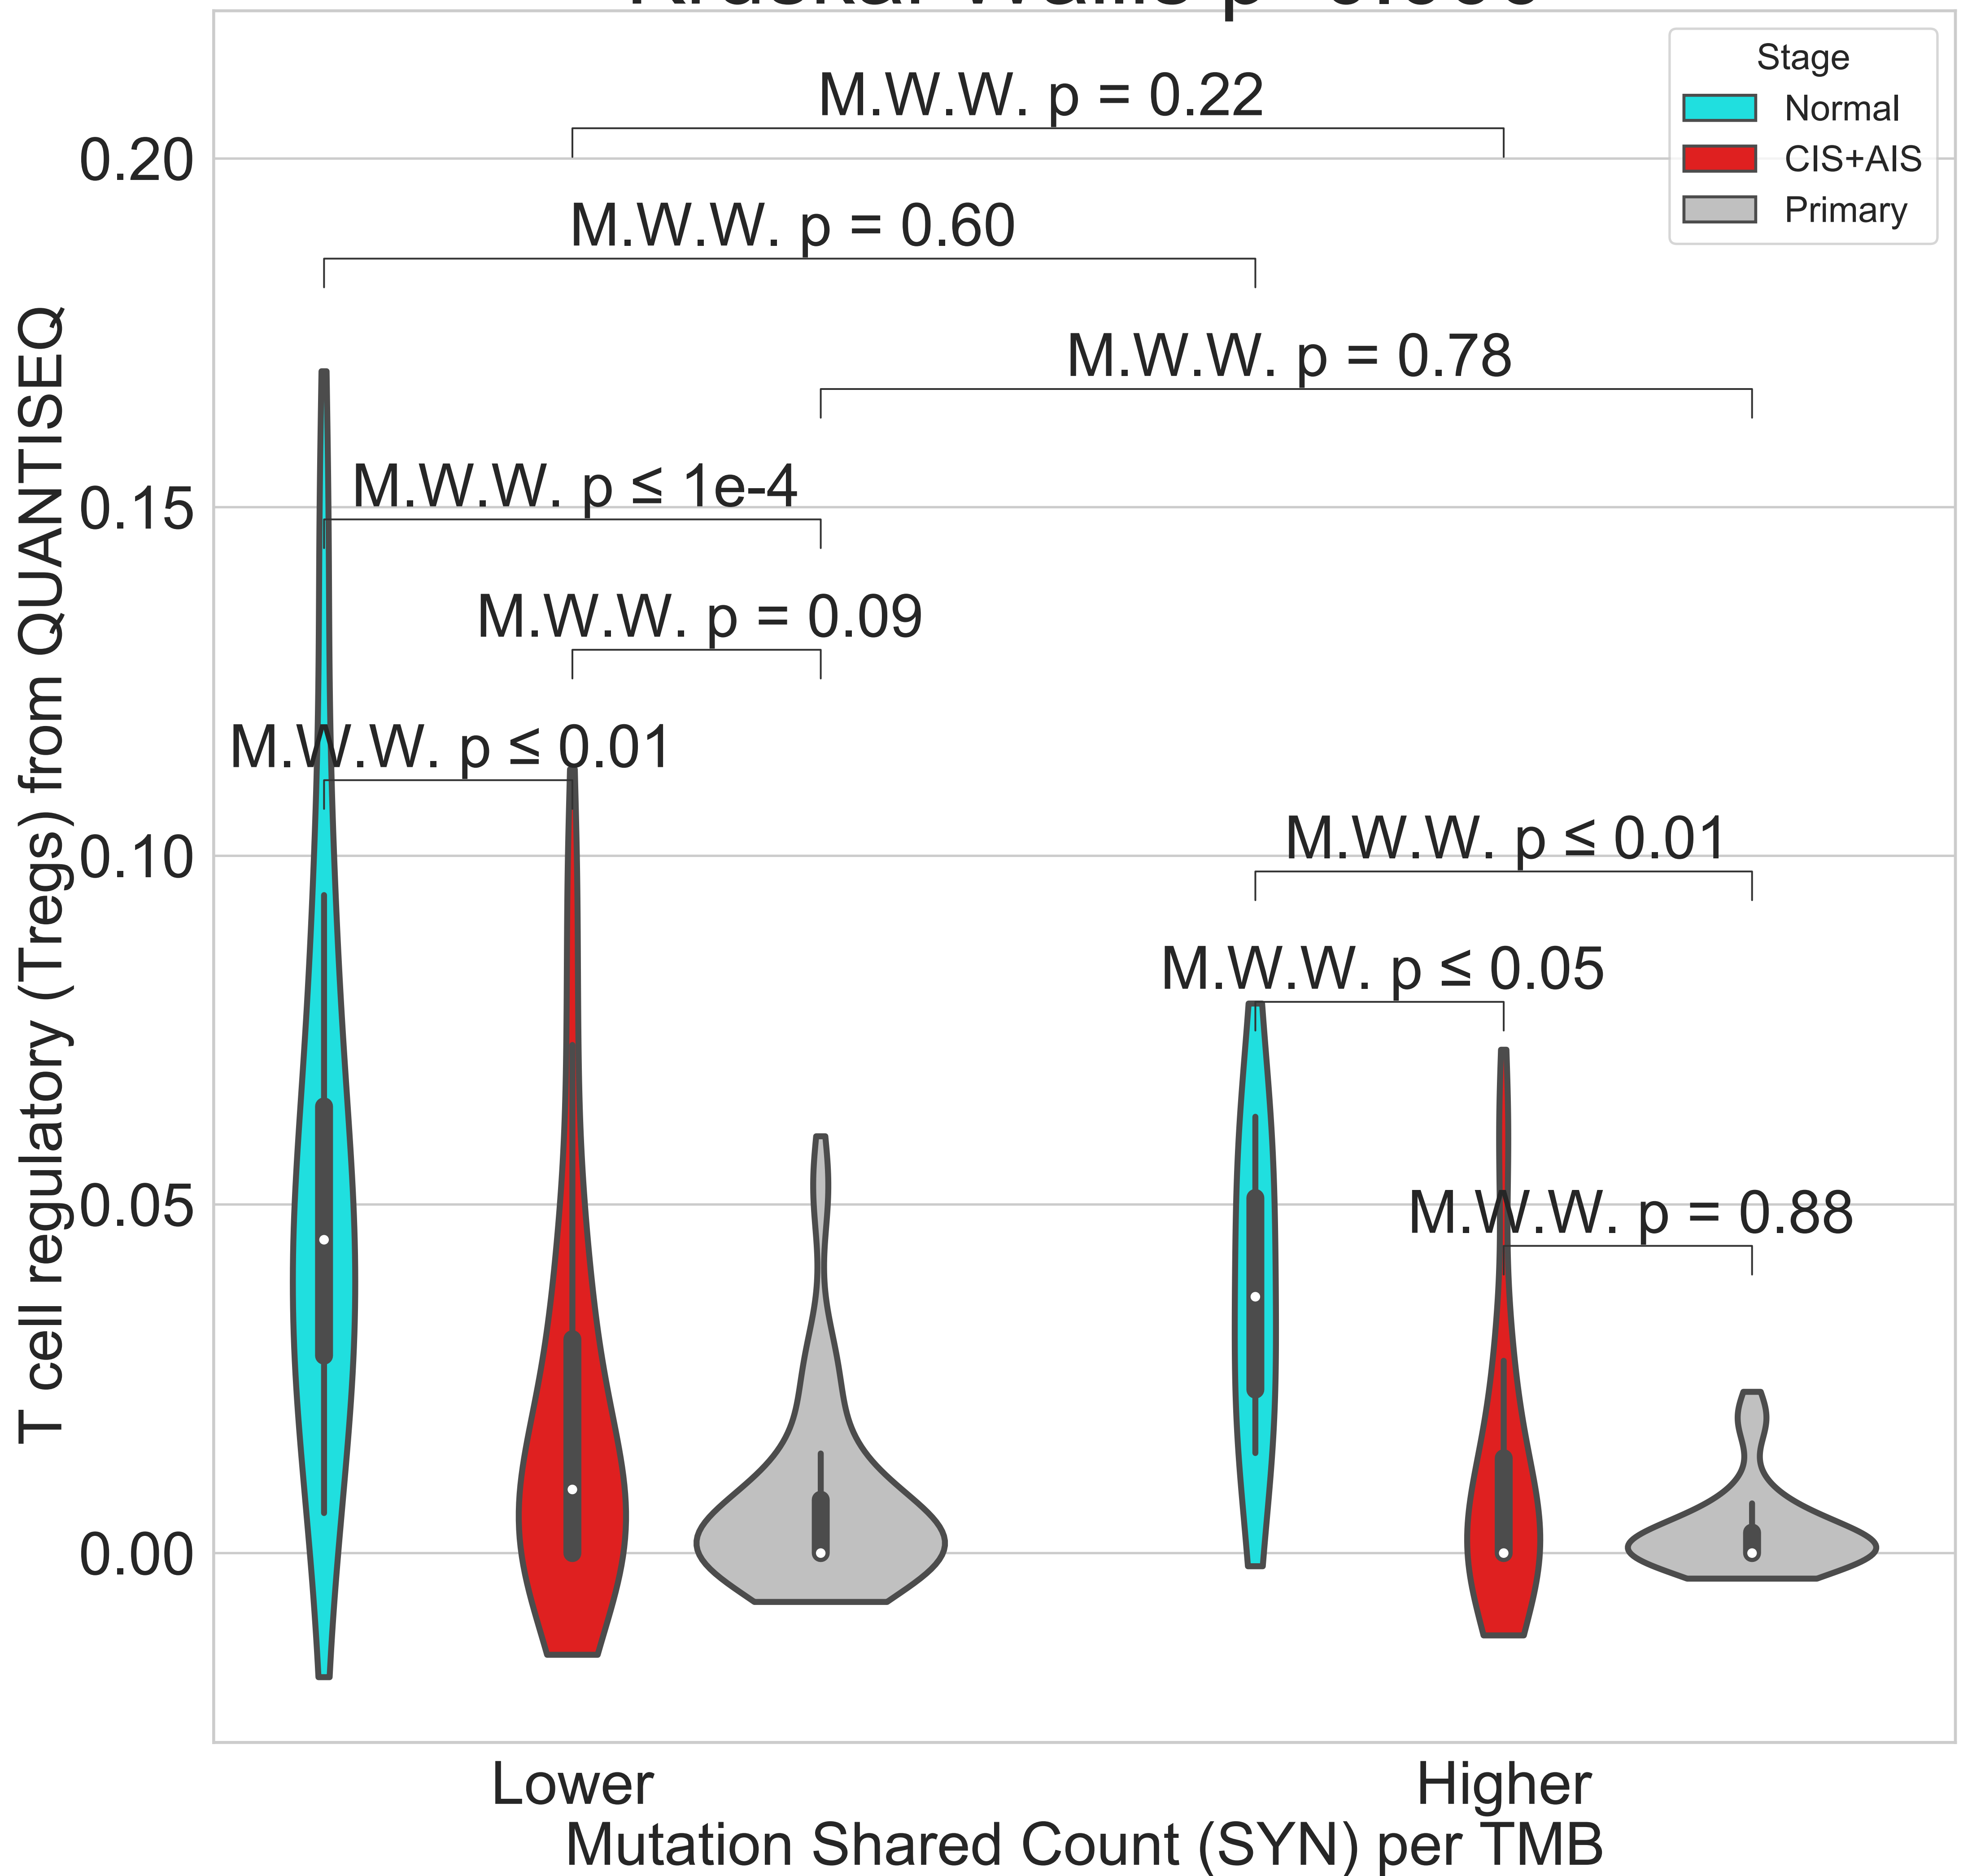 Stage
Normal
CIS+AIS
Primary
M.W.W. p = 0.22
M.W.W. p = 0.60
M.W.W. p = 0.78
M.W.W. p ≤ 1e-4
M.W.W. p = 0.09
M.W.W. p ≤ 0.01
M.W.W. p ≤ 0.01
M.W.W. p ≤ 0.05
M.W.W. p = 0.88
0.20
0.15
0.10
0.05
0.00
T cell regulatory (Tregs) from QUANTISEQ
Lower
Higher
Mutation Shared Count (SYN) per TMB